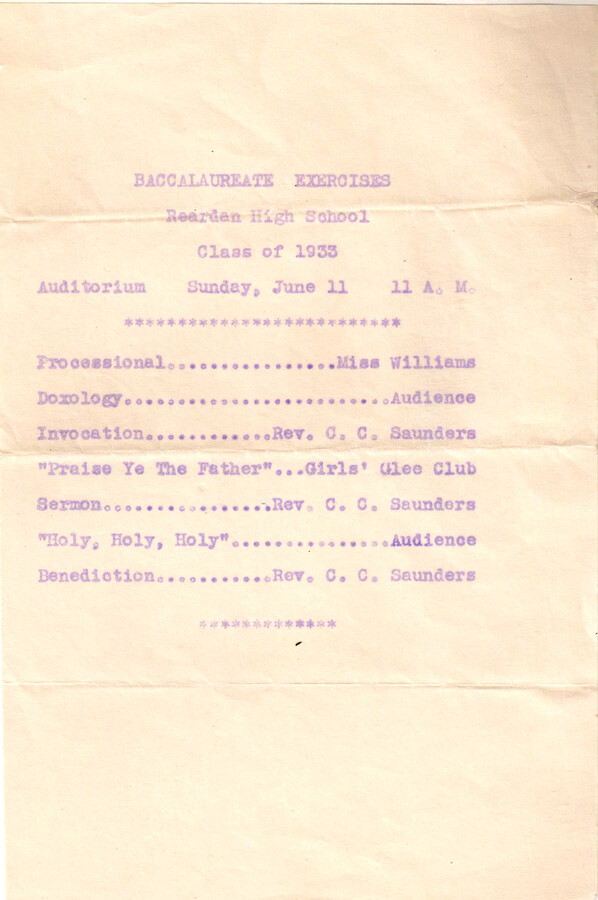 BACCALAUREATE EXERCISES
Reardan High School
Class of 1933
Auditorium Sunday, June 11 11 A. M.
**************************
Processional................Miss Williams
Doxology.........................Audience
Invocation............Rev. C. C. Saunders
"Praise Ye The Father"...Girls' Glee Club
Sermon................Rev. C. C. Saunders
"Holy, Holy, Holy"...............Audience
Benediction...........Rev. C. C. Saunders
*************